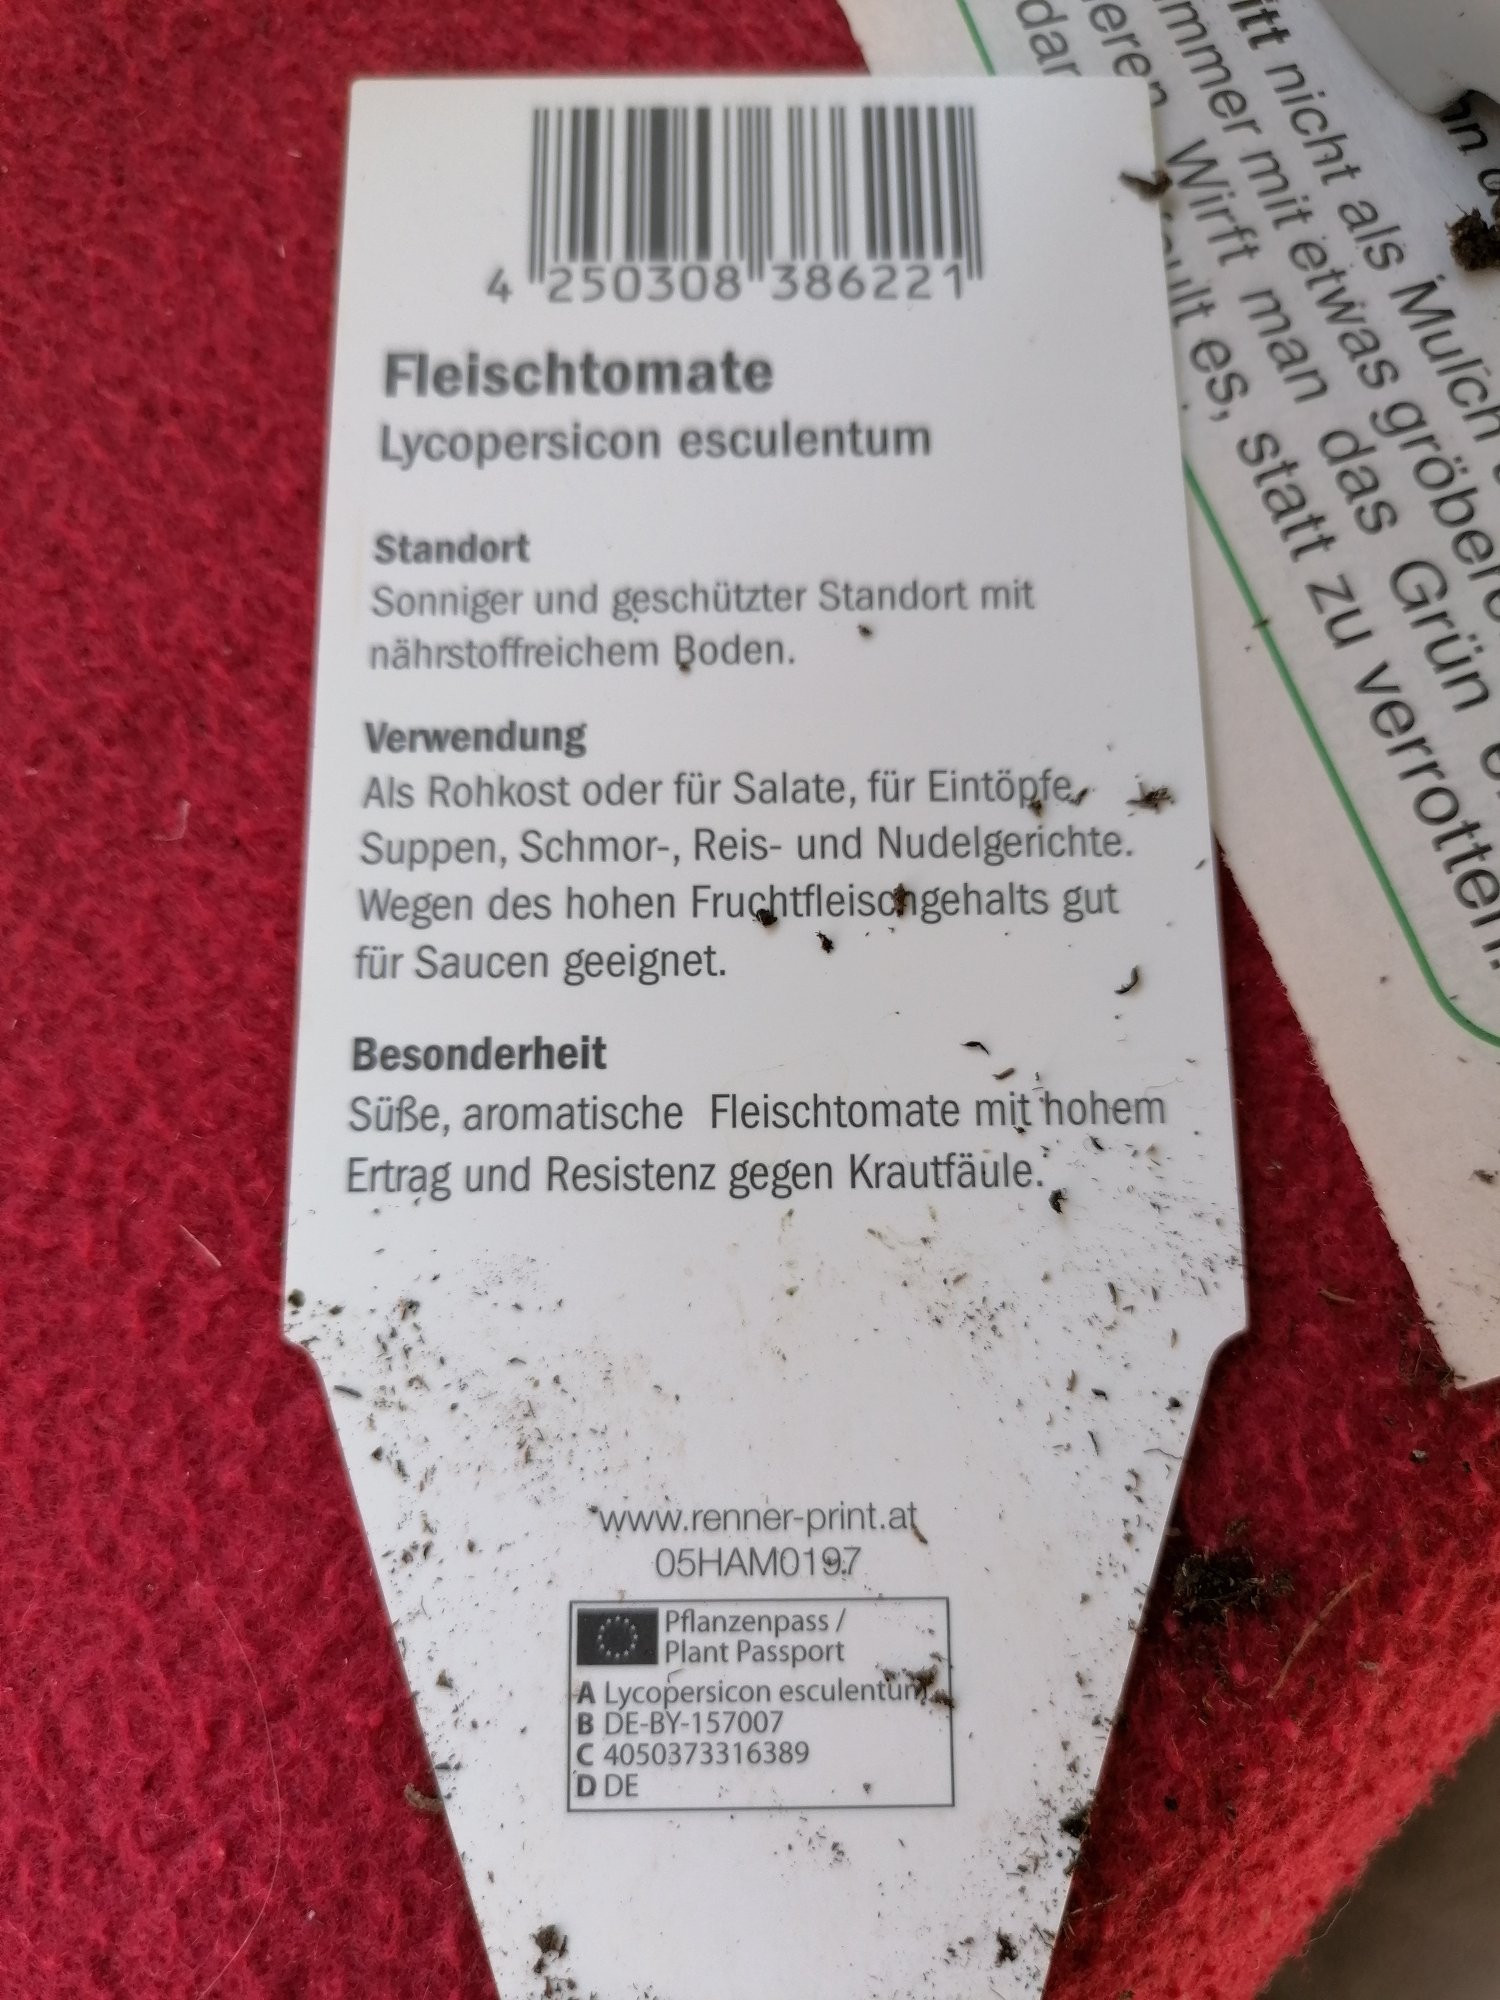 4 250308 386221
Fleischtomate
Lycopersicon esculentum
Standort
Sonniger und geschützter Standort mit
nährstoffreichem Boden.
Verwendung
Als Rohkost oder für Salate, für Eintöpfe,
Suppen, Schmor-, Reis- und Nudelgerichte.
Wegen des hohen Fruchtfleischgehalts gut
für Saucen geeignet.
Besonderheit
Süße, aromatische Fleischtomate mit hohem
Ertrag und Resistenz gegen Krautfäule.
www.renner-print.at
05HAM0197
Pflanzenpass /
Plant Passport
A Lycopersicon esculentum
B DE-BY-157007
C 4050373316389
D DE
nicht als Mulch
mit etwas gröbere
Wirft man das Grün
es, statt zu verrotten.